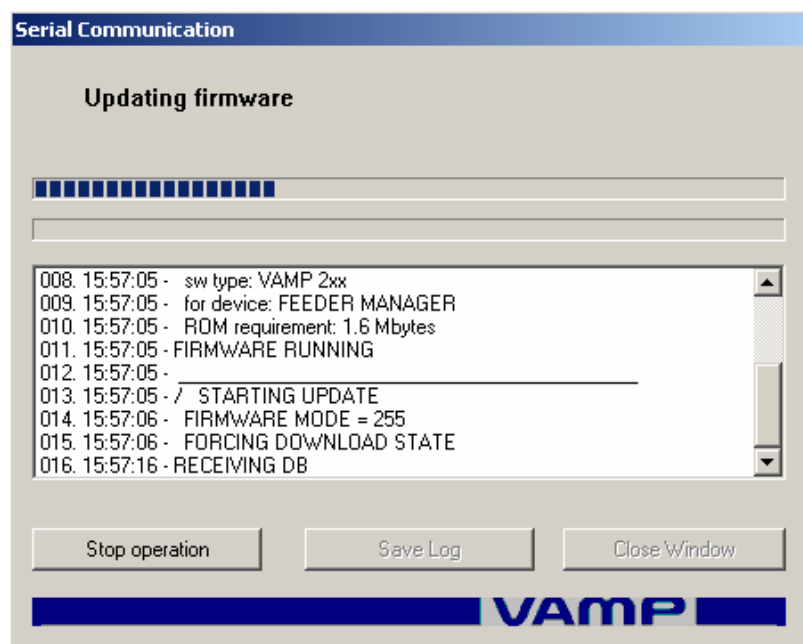 Serial Communication
Updating firmware
008. 15:57:05 - sw type: VAMP 2xx
009. 15:57:05 - for device: FEEDER MANAGER
010. 15:57:05 - ROM requirement: 1.6 Mbytes
011. 15:57:05 - FIRMWARE RUNNING
012. 15:57:05 - ________________________________________
013. 15:57:05 - / STARTING UPDATE
014. 15:57:06 - FIRMWARE MODE = 255
015. 15:57:06 - FORCING DOWNLOAD STATE
016. 15:57:16 - RECEIVING DB
Stop operation Save Log Close Window
VAMP